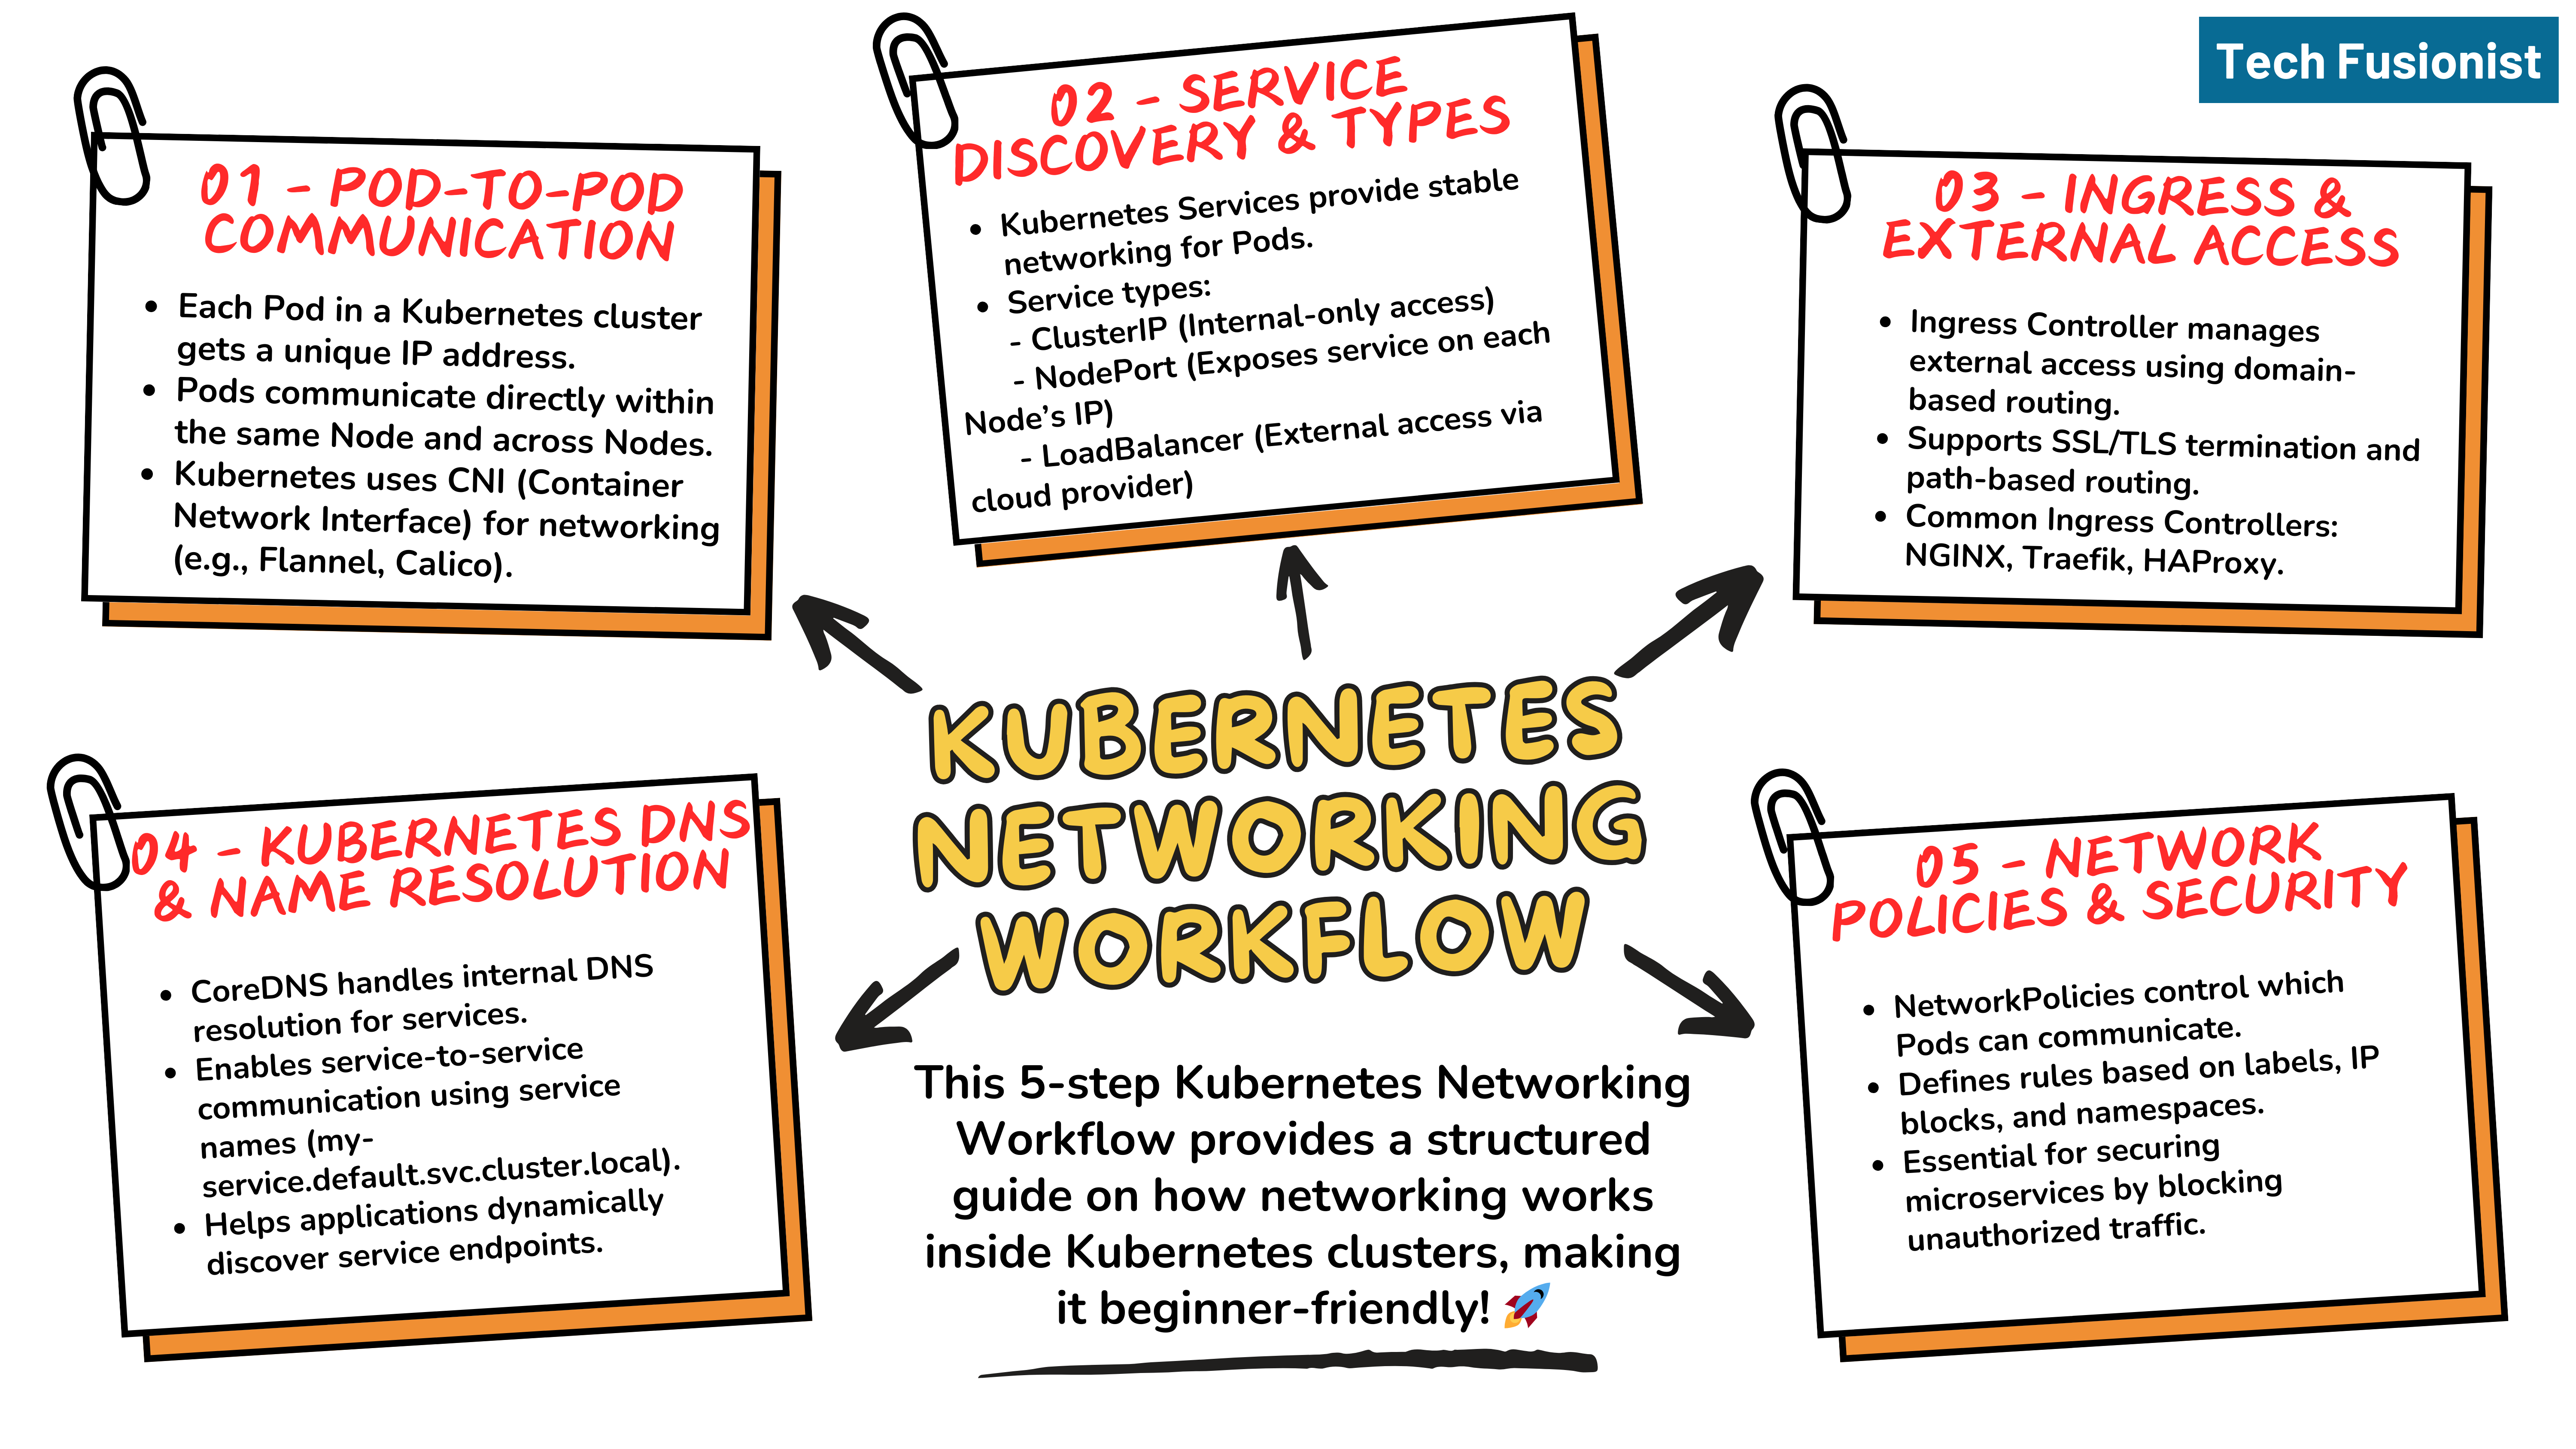 Tech Fusionist
01 - POD-TO-POD
COMMUNICATION
• Each Pod in a Kubernetes cluster
gets a unique IP address.
• Pods communicate directly within
the same Node and across Nodes.
• Kubernetes uses CNI (Container
Network Interface) for networking
(e.g., Flannel, Calico).
02 - SERVICE
DISCOVERY & TYPES
• Kubernetes Services provide stable
networking for Pods.
• Service types:
- ClusterIP (Internal-only access)
- NodePort (Exposes service on each
Node’s IP)
- LoadBalancer (External access via
cloud provider)
03 - INGRESS &
EXTERNAL ACCESS
• Ingress Controller manages
external access using domain-
based routing.
• Supports SSL/TLS termination and
path-based routing.
• Common Ingress Controllers:
NGINX, Traefik, HAProxy.
KUBERNETES
NETWORKING
WORKFLOW
This 5-step Kubernetes Networking
Workflow provides a structured
guide on how networking works
inside Kubernetes clusters, making
it beginner-friendly! 🚀
04 - KUBERNETES DNS
& NAME RESOLUTION
• CoreDNS handles internal DNS
resolution for services.
• Enables service-to-service
communication using service
names (my-
service.default.svc.cluster.local).
• Helps applications dynamically
discover service endpoints.
05 - NETWORK
POLICIES & SECURITY
• NetworkPolicies control which
Pods can communicate.
• Defines rules based on labels, IP
blocks, and namespaces.
• Essential for securing
microservices by blocking
unauthorized traffic.